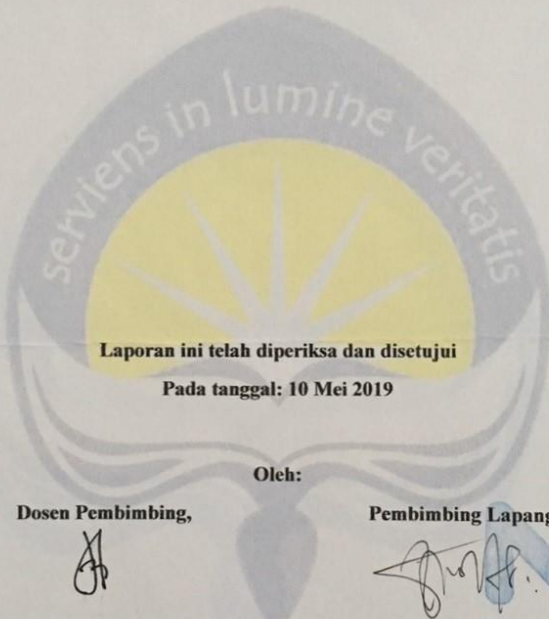 serviens in lumine veritatis
Laporan ini telah diperiksa dan disetujui
Pada tanggal: 10 Mei 2019
Oleh:
Dosen Pembimbing,
Pembimbing Lapang